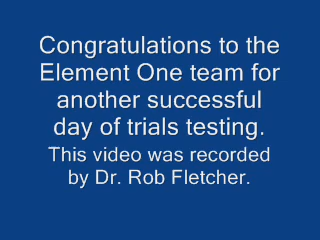 Congratulations to the
Element One team for
another successful
day of trials testing.
This video was recorded
by Dr. Rob Fletcher.